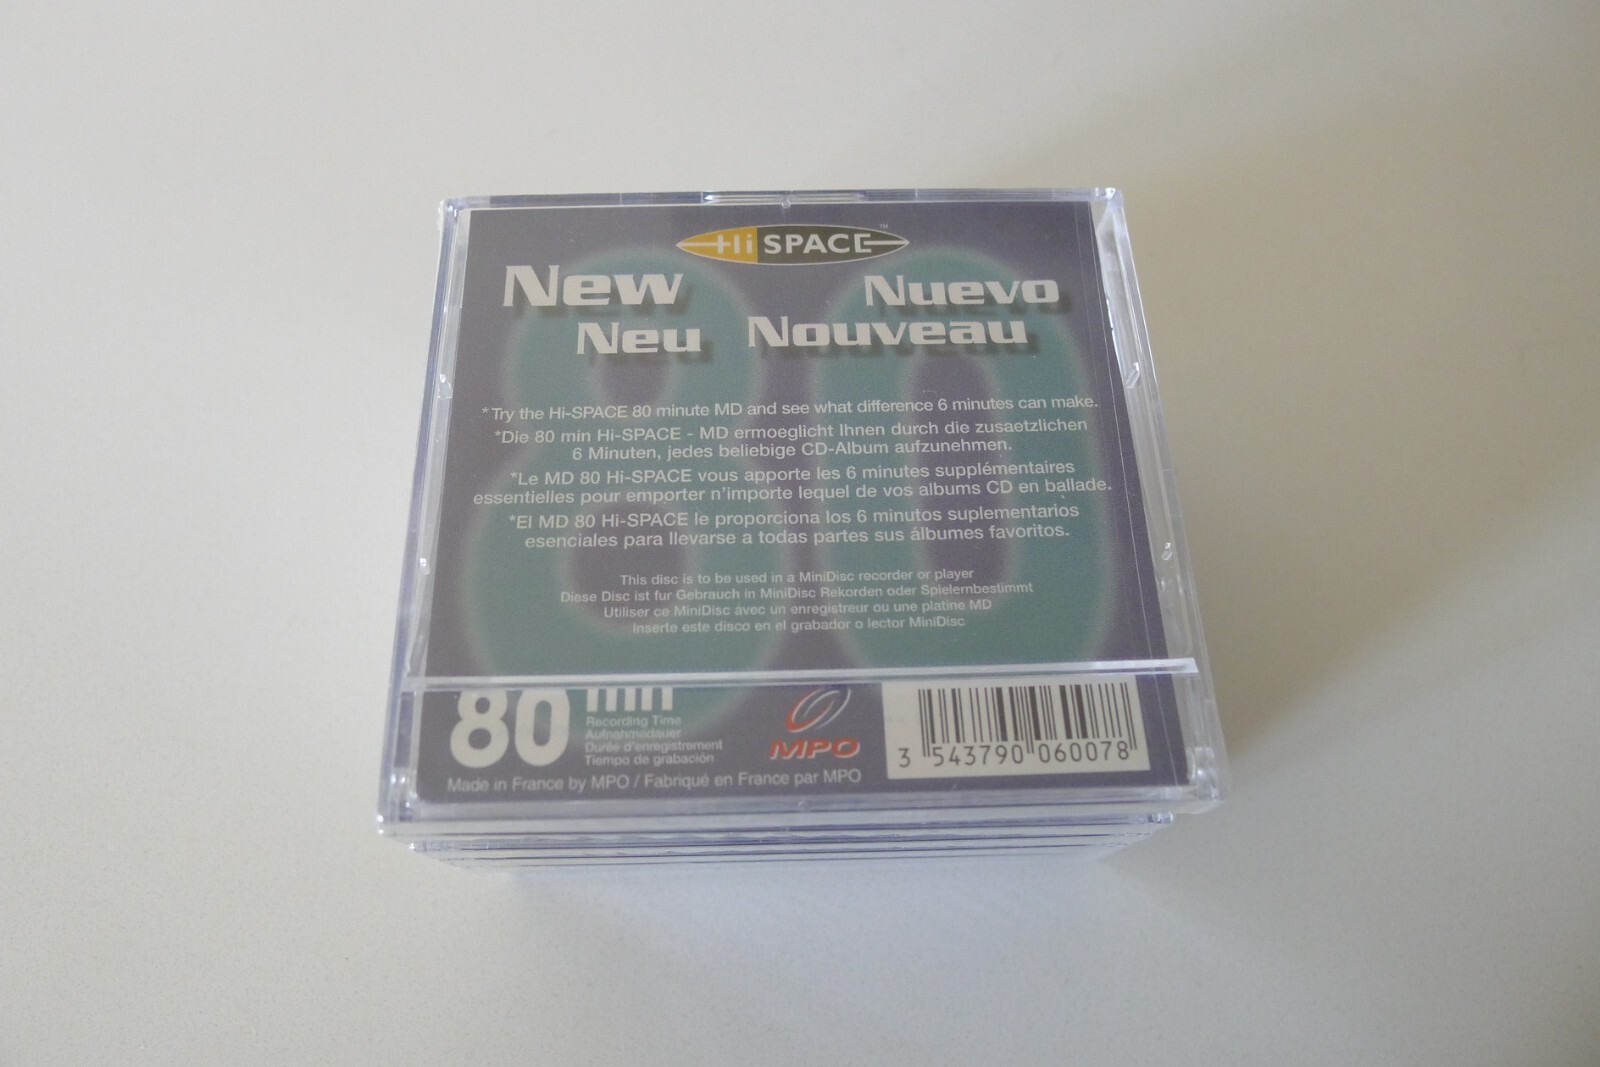 Hi SPACE™
New Nuevo
Neu Nouveau
*Try the Hi-SPACE 80 minute MD and see what difference 6 minutes can make.
*Die 80 min Hi-SPACE - MD ermoeglicht Ihnen durch die zusaetzlichen
6 Minuten, jedes beliebige CD-Album aufzunehmen.
*Le MD 80 Hi-SPACE vous apporte les 6 minutes supplémentaires
essentielles pour emporter n'importe lequel de vos albums CD en ballade.
*El MD 80 Hi-SPACE le proporciona los 6 minutos suplementarios
esenciales para llevarse a todas partes sus álbumes favoritos.
This disc is to be used in a MiniDisc recorder or player
Diese Disc ist fur Gebrauch in MiniDisc Rekorden oder Spielernbestimmt
Utiliser ce MiniDisc avec un enregistreur ou une platine MD
Inserte este disco en el grabador o lector MiniDisc
80 min
Recording Time
Aufnahmedauer
Durée d'enregistrement
Tiempo de grabación
MPO
3 543790 060078
Made in France by MPO / Fabriqué en France par MPO